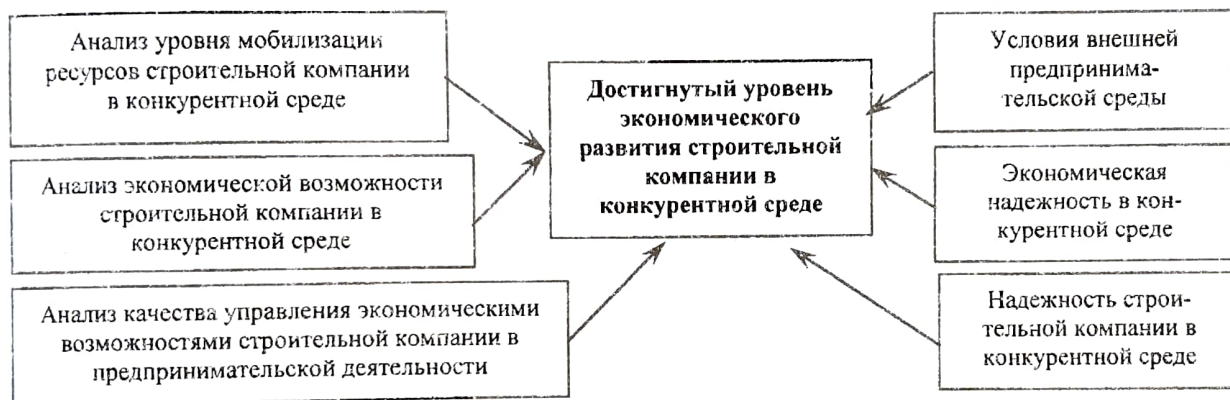 Анализ уровня мобилизации
ресурсов строительной компании
в конкурентной среде
Анализ экономической возможности
строительной компании в
конкурентной среде
Анализ качества управления экономическими
возможностями строительной компании в
предпринимательской деятельности
Достигнутый уровень
экономического
развития строительной
компании в
конкурентной среде
Условия внешней
предпринима-
тельской среды
Экономическая
надежность в кон-
курентной среде
Надежность строи-
тельной компании в
конкурентной среде